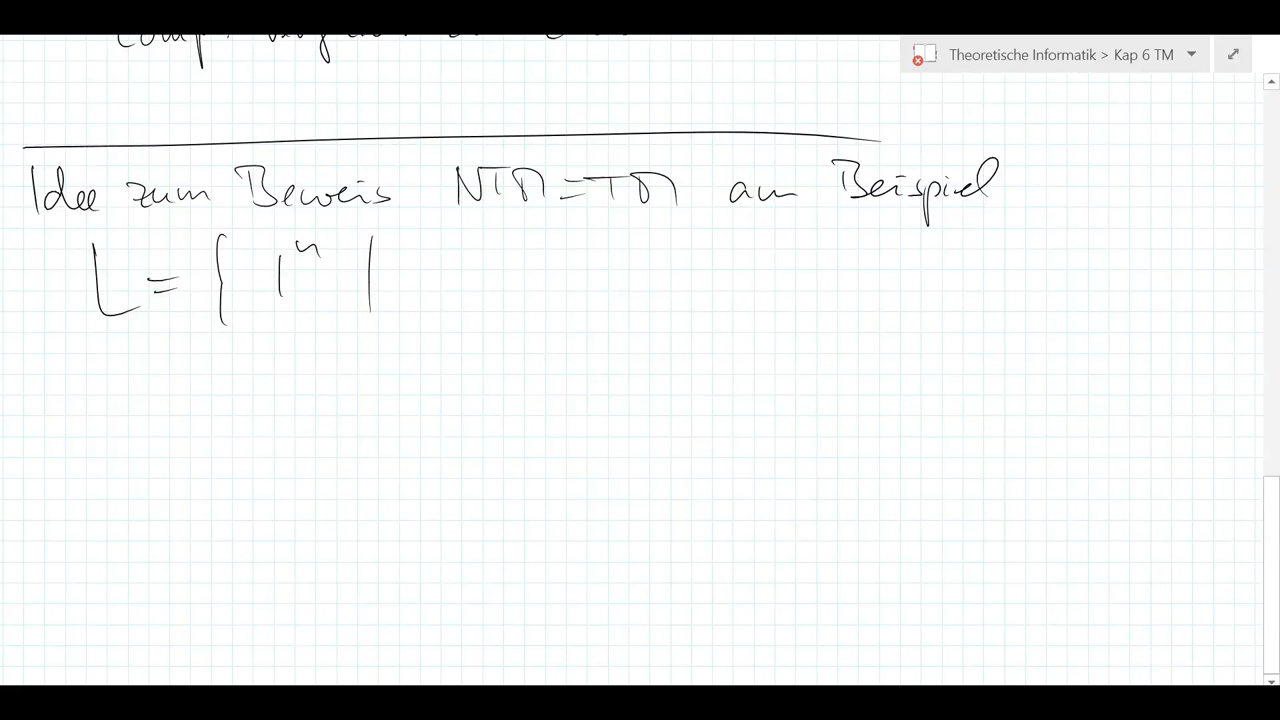 Theoretische Informatik > Kap 6 TM
Idee zum Beweis NTM=TM am Beispiel
L = { 1ⁿ |